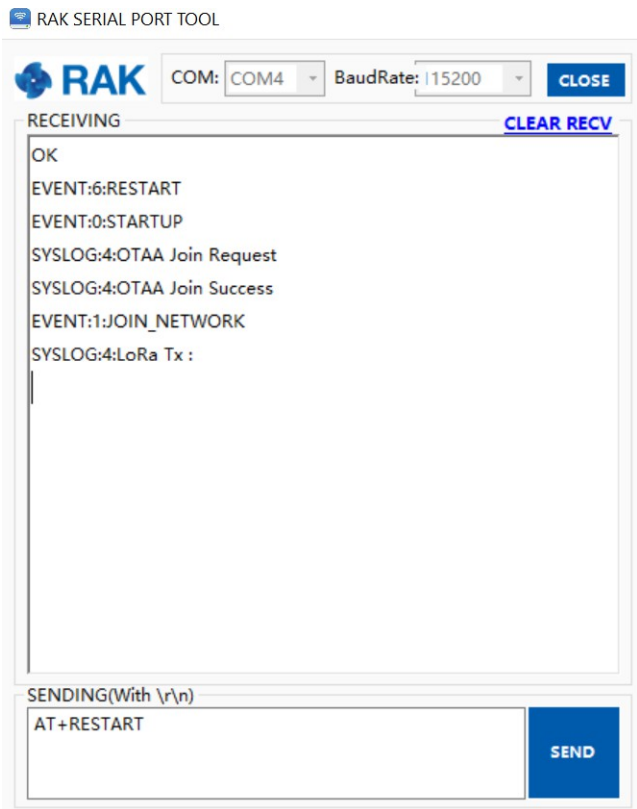 RAK SERIAL PORT TOOL
RAK COM: COM4 BaudRate: 115200 CLOSE
RECEIVING CLEAR RECV
OK
EVENT:6:RESTART
EVENT:0:STARTUP
SYSLOG:4:OTAA Join Request
SYSLOG:4:OTAA Join Success
EVENT:1:JOIN_NETWORK
SYSLOG:4:LoRa Tx :
SENDING(With \r\n)
AT+RESTART
SEND